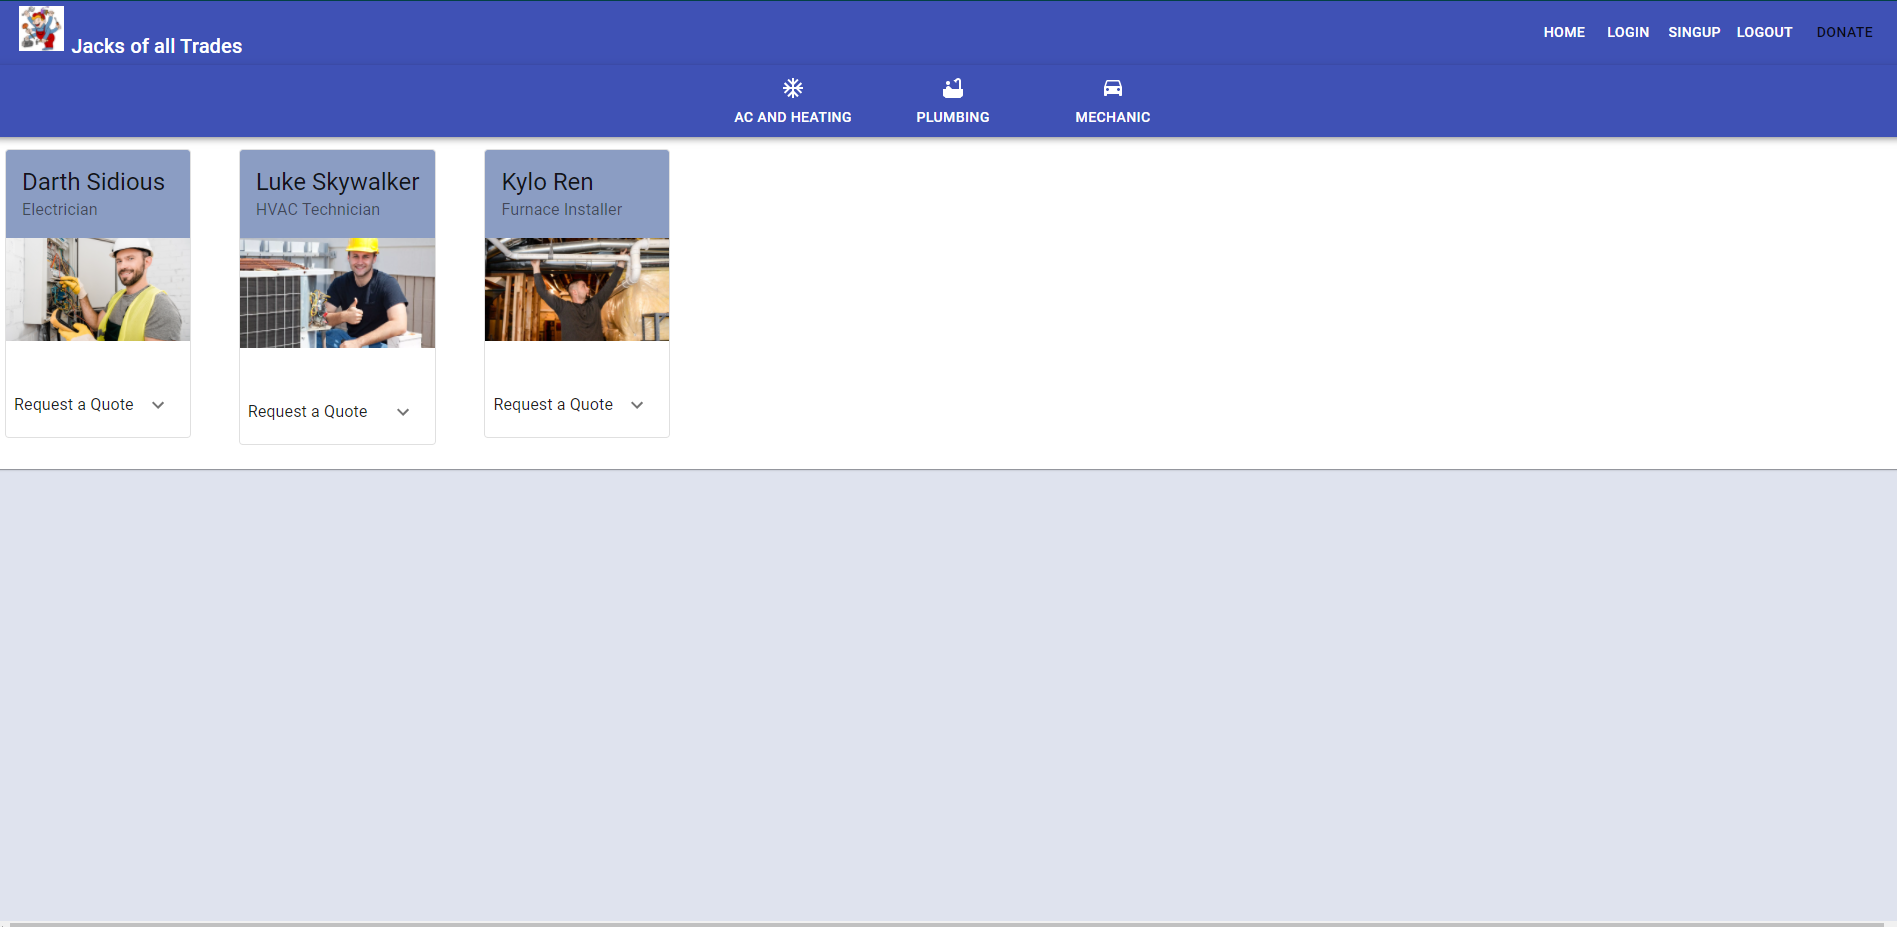 Jacks of all Trades
HOME LOGIN SINGUP LOGOUT DONATE
AC AND HEATING PLUMBING MECHANIC
Darth Sidious
Electrician
Request a Quote
Luke Skywalker
HVAC Technician
Request a Quote
Kylo Ren
Furnace Installer
Request a Quote